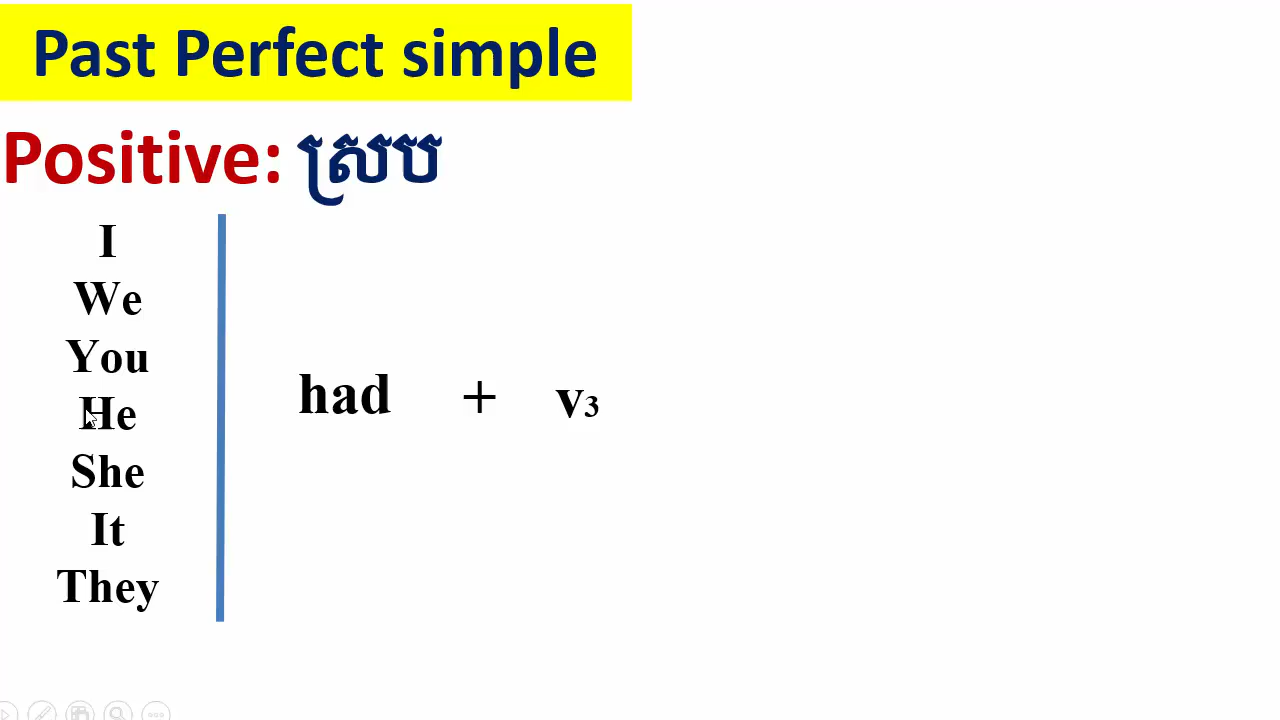 Past Perfect simple
Positive: ស្រប
I
We
You
He
She
It
They
had + v₃